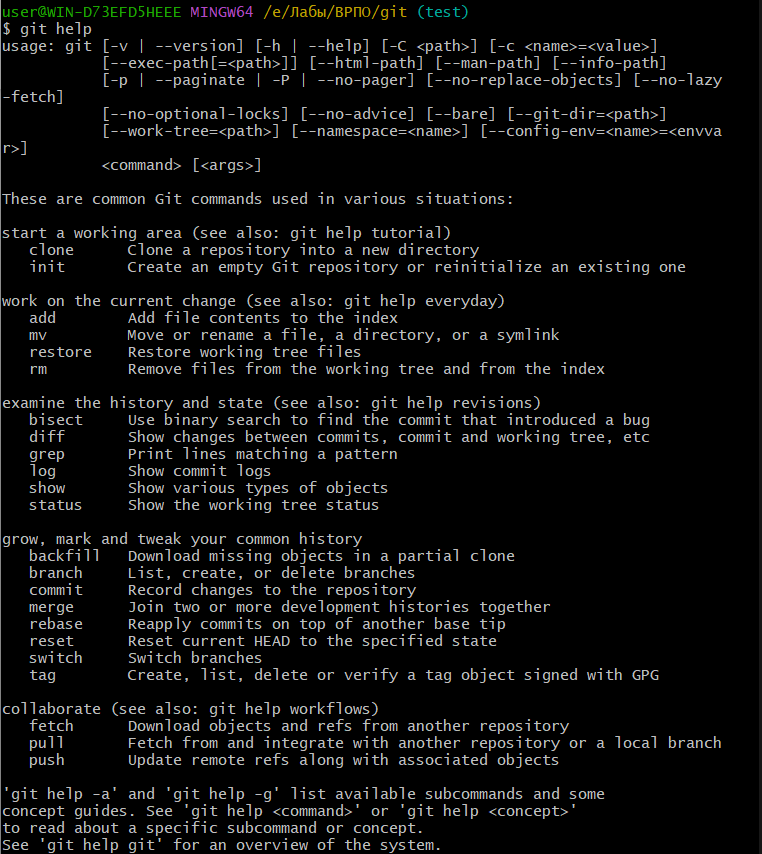 user@WIN-D73EFD5HEEE MINGW64 /e/Лабы/ВРПО/git (test)
$ git help
usage: git [-v | --version] [-h | --help] [-C <path>] [-c <name>=<value>]
           [--exec-path[=<path>]] [--html-path] [--man-path] [--info-path]
           [-p | --paginate | -P | --no-pager] [--no-replace-objects] [--no-lazy
-fetch]
           [--no-optional-locks] [--no-advice] [--bare] [--git-dir=<path>]
           [--work-tree=<path>] [--namespace=<name>] [--config-env=<name>=<envva
r>]
           <command> [<args>]

These are common Git commands used in various situations:

start a working area (see also: git help tutorial)
   clone      Clone a repository into a new directory
   init       Create an empty Git repository or reinitialize an existing one

work on the current change (see also: git help everyday)
   add        Add file contents to the index
   mv         Move or rename a file, a directory, or a symlink
   restore    Restore working tree files
   rm         Remove files from the working tree and from the index

examine the history and state (see also: git help revisions)
   bisect     Use binary search to find the commit that introduced a bug
   diff       Show changes between commits, commit and working tree, etc
   grep       Print lines matching a pattern
   log        Show commit logs
   show       Show various types of objects
   status     Show the working tree status

grow, mark and tweak your common history
   backfill   Download missing objects in a partial clone
   branch     List, create, or delete branches
   commit     Record changes to the repository
   merge      Join two or more development histories together
   rebase     Reapply commits on top of another base tip
   reset      Reset current HEAD to the specified state
   switch     Switch branches
   tag        Create, list, delete or verify a tag object signed with GPG

collaborate (see also: git help workflows)
   fetch      Download objects and refs from another repository
   pull       Fetch from and integrate with another repository or a local branch
   push       Update remote refs along with associated objects

'git help -a' and 'git help -g' list available subcommands and some
concept guides. See 'git help <command>' or 'git help <concept>'
to read about a specific subcommand or concept.
See 'git help git' for an overview of the system.